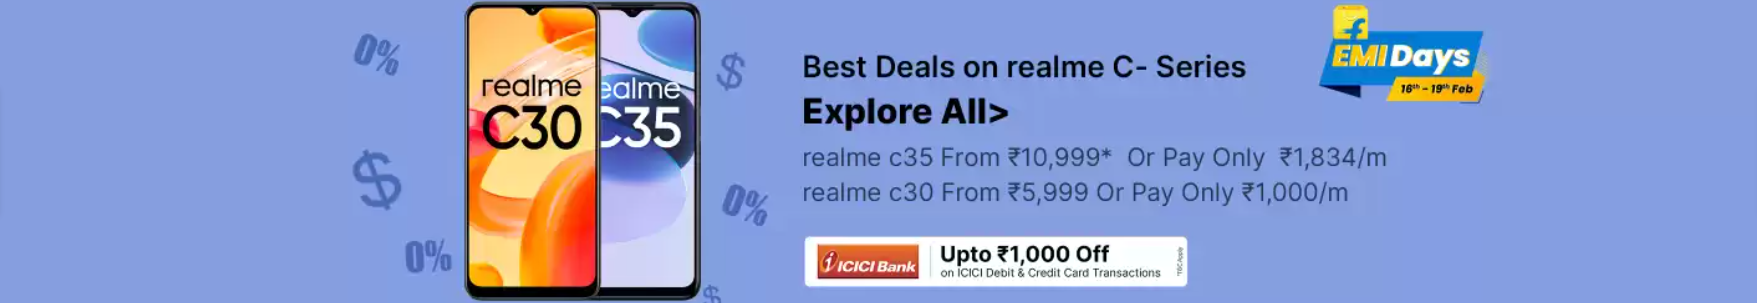 0%
$
0%
$
0%
$
realme
C30
ealme
C35
Best Deals on realme C- Series
Explore All>
realme c35 From ₹10,999* Or Pay Only ₹1,834/m
realme c30 From ₹5,999 Or Pay Only ₹1,000/m
ICICI Bank
Upto ₹1,000 Off
on ICICI Debit & Credit Card Transactions
*T&C Apply
f
EMI Days
16th - 19th Feb